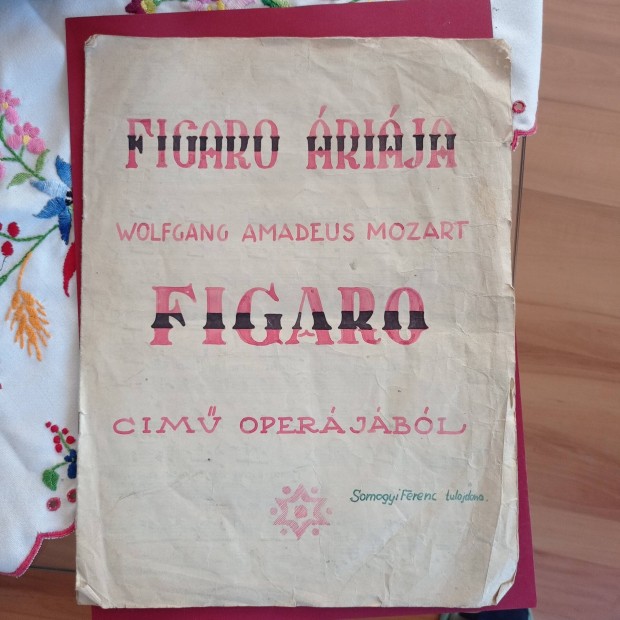 FIGARO ÁRIÁJA
WOLFGANG AMADEUS MOZART
FIGARO
CIMŰ OPERÁJÁBÓL
Somogyi Ferenc tulajdona.